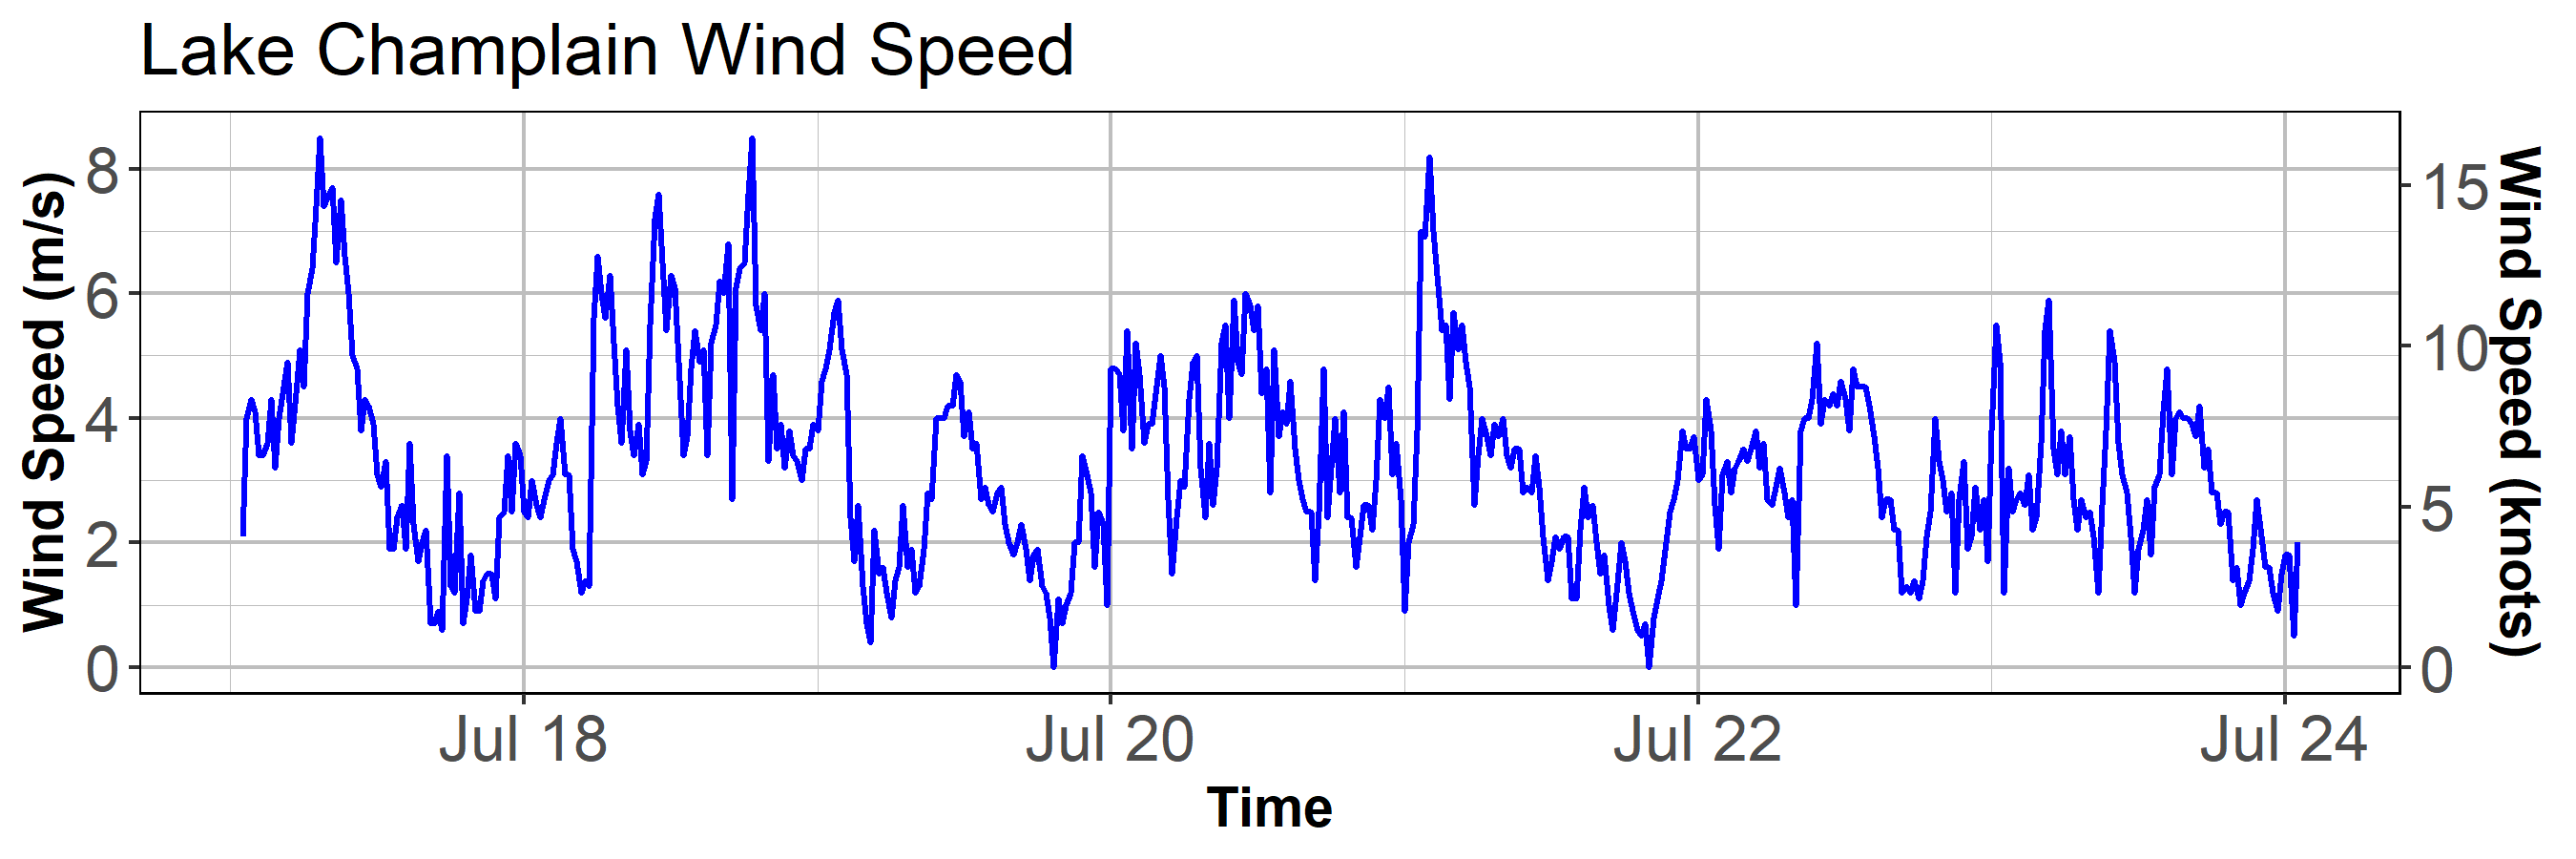 Lake Champlain Wind Speed
Wind Speed (m/s)
8
6
4
2
0
15
10
5
0
Wind Speed (knots)
Jul 18
Jul 20
Jul 22
Jul 24
Time